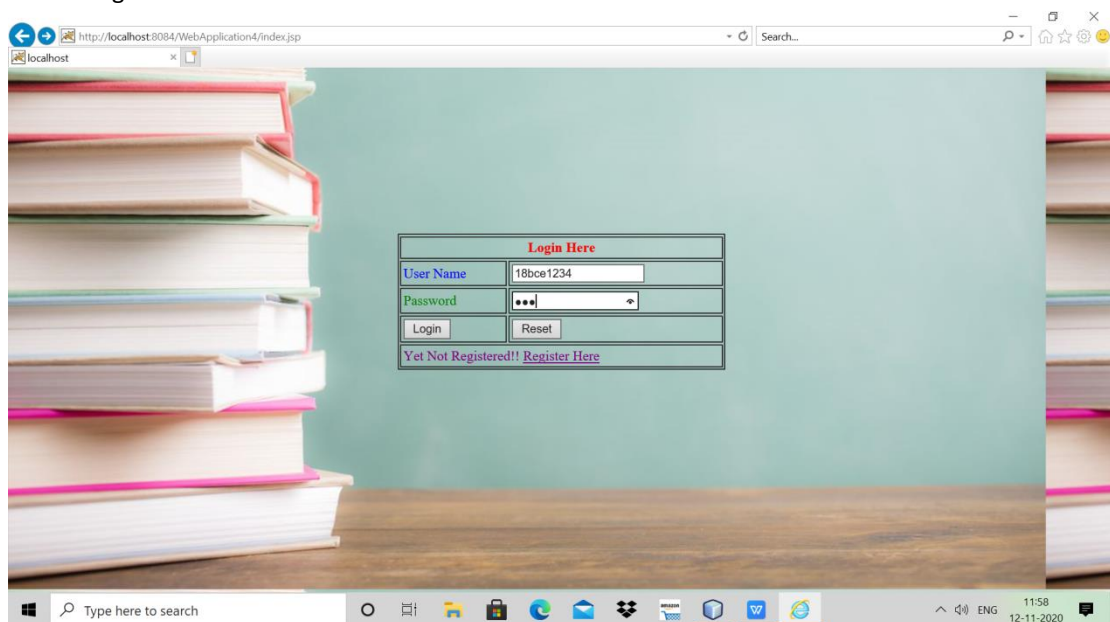 http://localhost:8084/WebApplication4/index.jsp
Search...
localhost
Login Here
User Name 18bce1234
Password •••
Login Reset
Yet Not Registered!! Register Here
Type here to search
amazon
W
ENG
11:58
12-11-2020